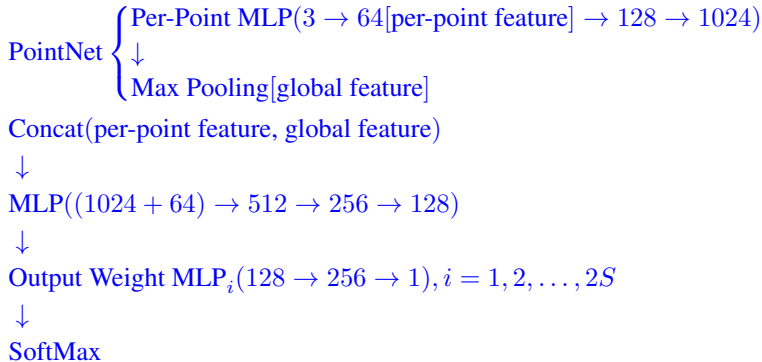 Per-Point MLP(3 → 64[per-point feature] → 128 → 1024)
PointNet { ↓
Max Pooling[global feature]
Concat(per-point feature, global feature)
↓
MLP((1024 + 64) → 512 → 256 → 128)
↓
Output Weight MLPᵢ(128 → 256 → 1), i = 1, 2, . . . , 2S
↓
SoftMax